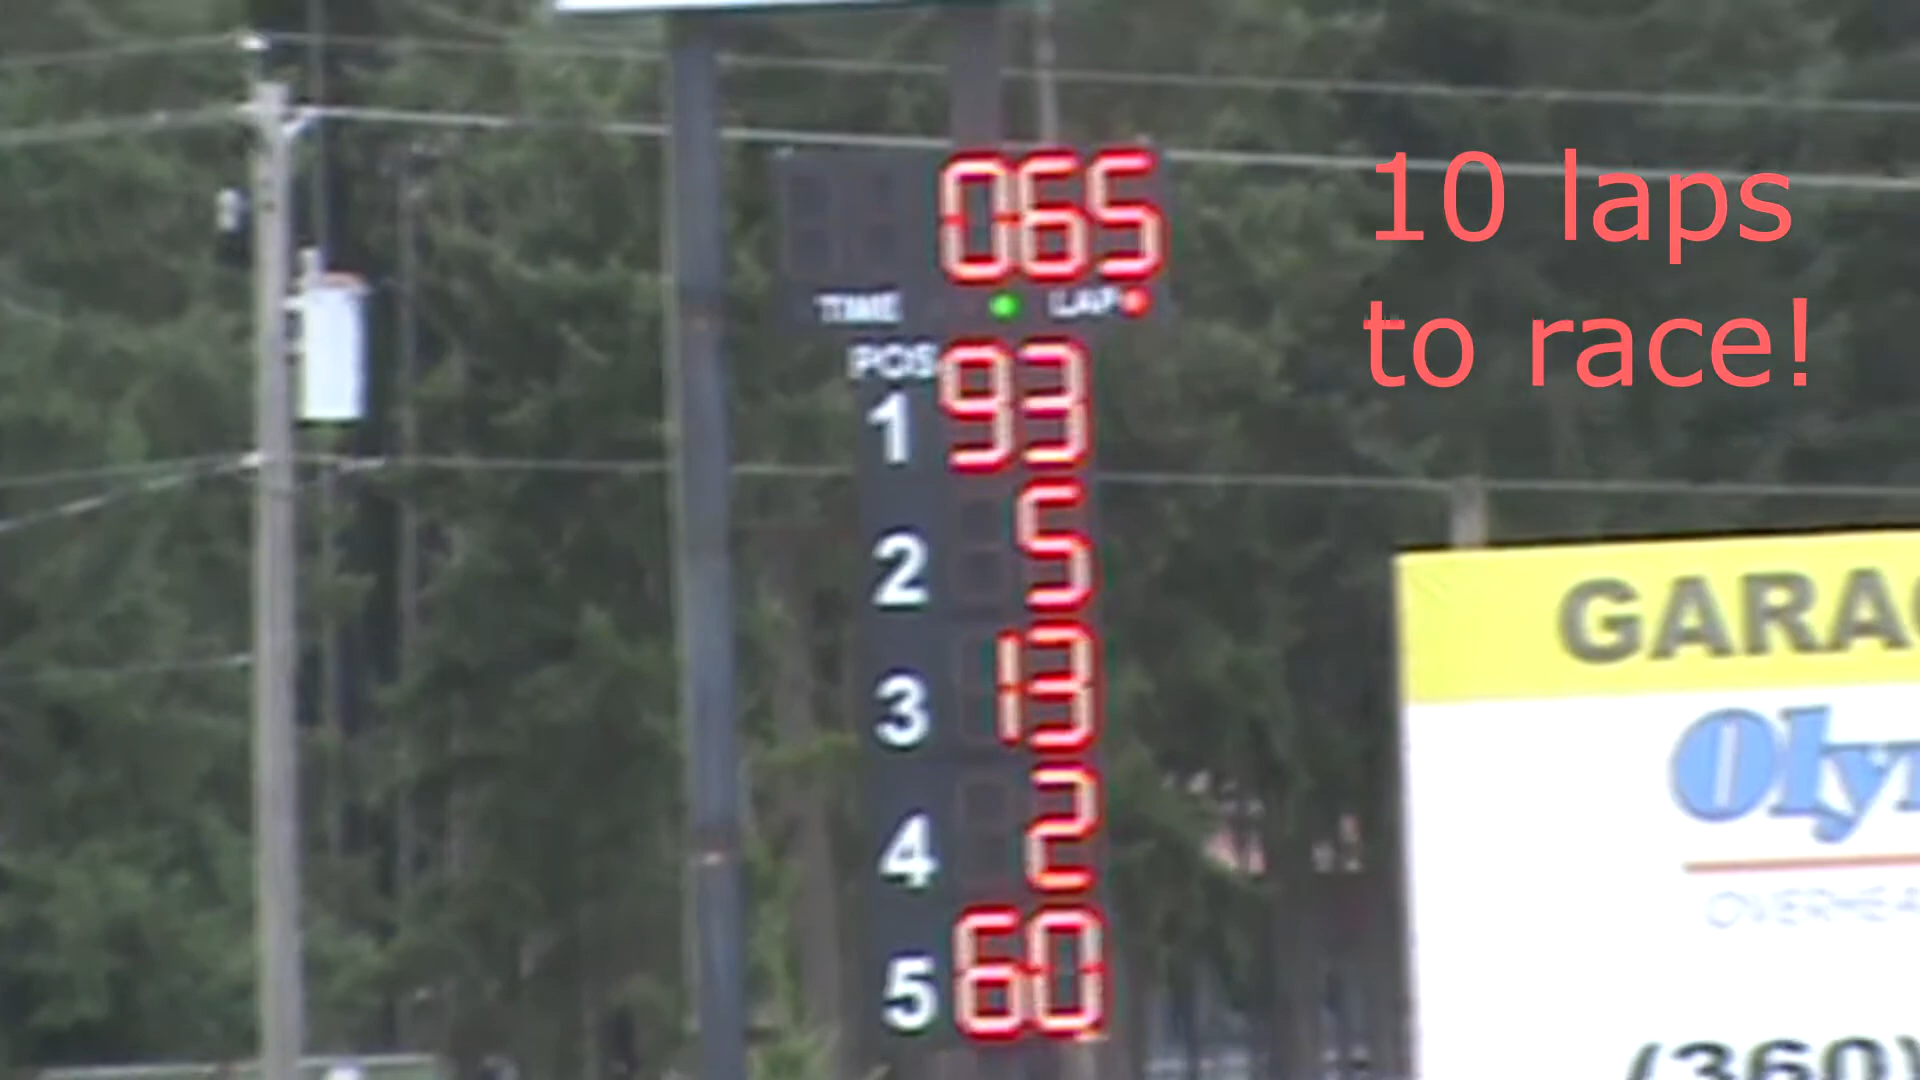 065
10 laps
to race!
TIME LAP
POS
1 93
2 5
3 13
4 2
5 60
GARA
Oly
OVERHEA
(360)